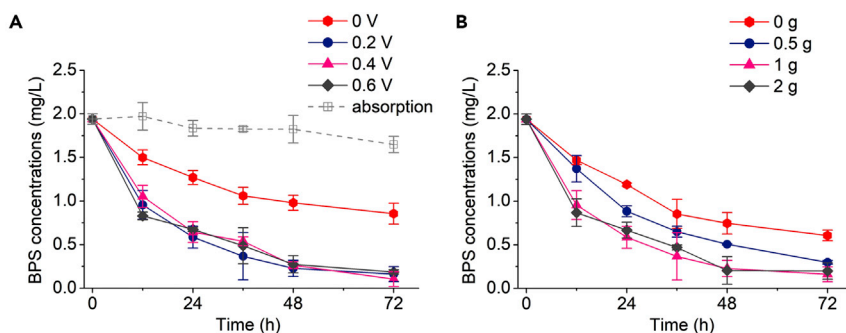 A
0 V
0.2 V
0.4 V
0.6 V
absorption
BPS concentrations (mg/L)
2.5
2.0
1.5
1.0
0.5
0.0
0 24 48 72
Time (h)
B
0 g
0.5 g
1 g
2 g
BPS concentrations (mg/L)
2.5
2.0
1.5
1.0
0.5
0.0
0 24 48 72
Time (h)